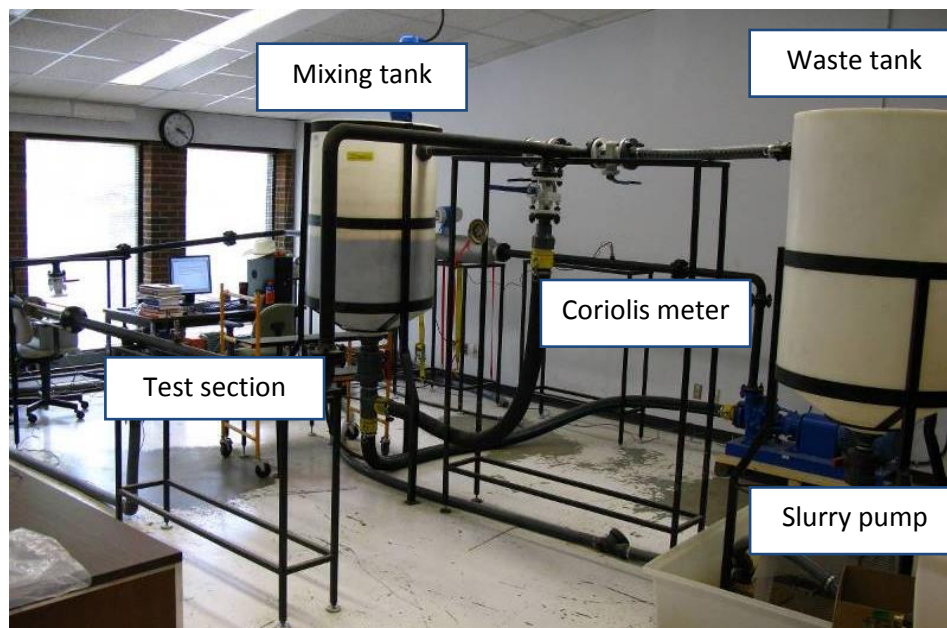 Mixing tank
Waste tank
Coriolis meter
Test section
Slurry pump